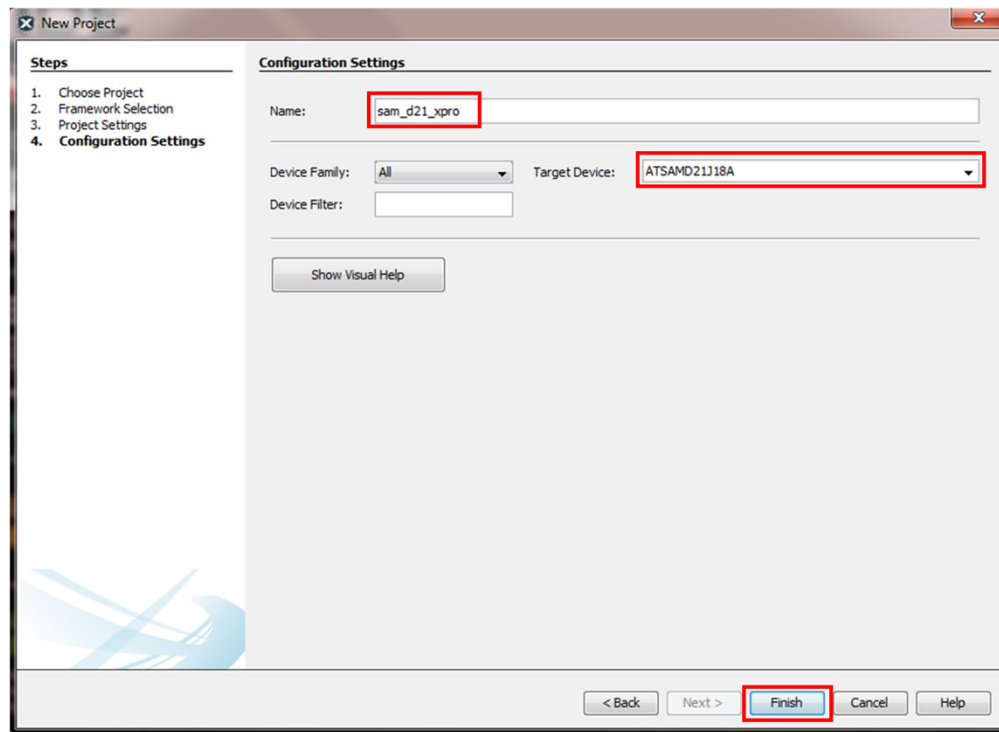 New Project
Steps
1. Choose Project
2. Framework Selection
3. Project Settings
4. Configuration Settings
Configuration Settings
Name: sam_d21_xpro
Device Family: All Target Device: ATSAMD21J18A
Device Filter:
Show Visual Help
< Back Next > Finish Cancel Help